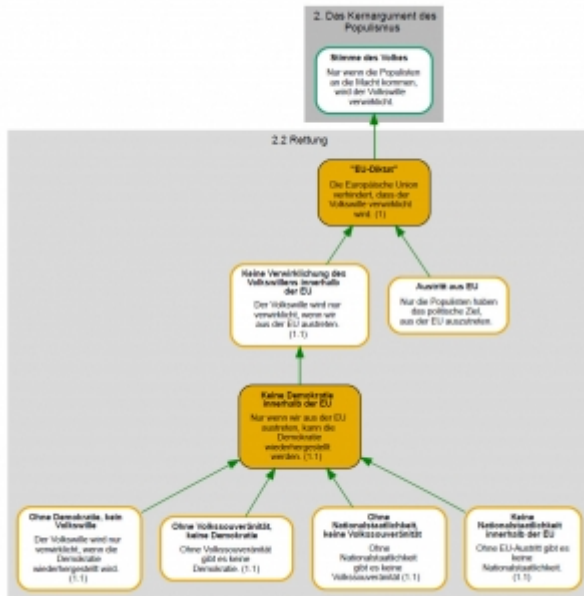 2. Das Kernargument des
Populismus
Stimme des Volkes
Nur wenn die Populisten
an die Macht kommen,
wird der Volkswille
verwirklicht.
2.2 Rettung
"EU-Diktat"
Die Europäische Union
verhindert, dass der
Volkswille verwirklicht
wird. (1)
Keine Verwirklichung des
Volkswillens innerhalb
der EU
Der Volkswille wird nur
verwirklicht, wenn wir
aus der EU austreten.
(1.1)
Austritt aus EU
Nur die Populisten haben
das politische Ziel,
aus der EU auszutreten.
Keine Demokratie
innerhalb der EU
Nur wenn wir aus der EU
austreten, kann die
Demokratie
wiederhergestellt
werden. (1.1)
Ohne Demokratie, kein
Volkswille
Der Volkswille wird nur
verwirklicht, wenn die
Demokratie
wiederhergestellt wird.
(1.1)
Ohne Volkssouveränität,
keine Demokratie
Ohne Volkssouveränität
gibt es keine
Demokratie. (1.1)
Ohne
Nationalstaatlichkeit,
keine Volkssouveränität
Ohne
Nationalstaatlichkeit
gibt es keine
Volkssouveränität (1.1)
Keine
Nationalstaatlichkeit
innerhalb der EU
Ohne EU-Austritt gibt es
keine
Nationalstaatlichkeit.
(1.1)